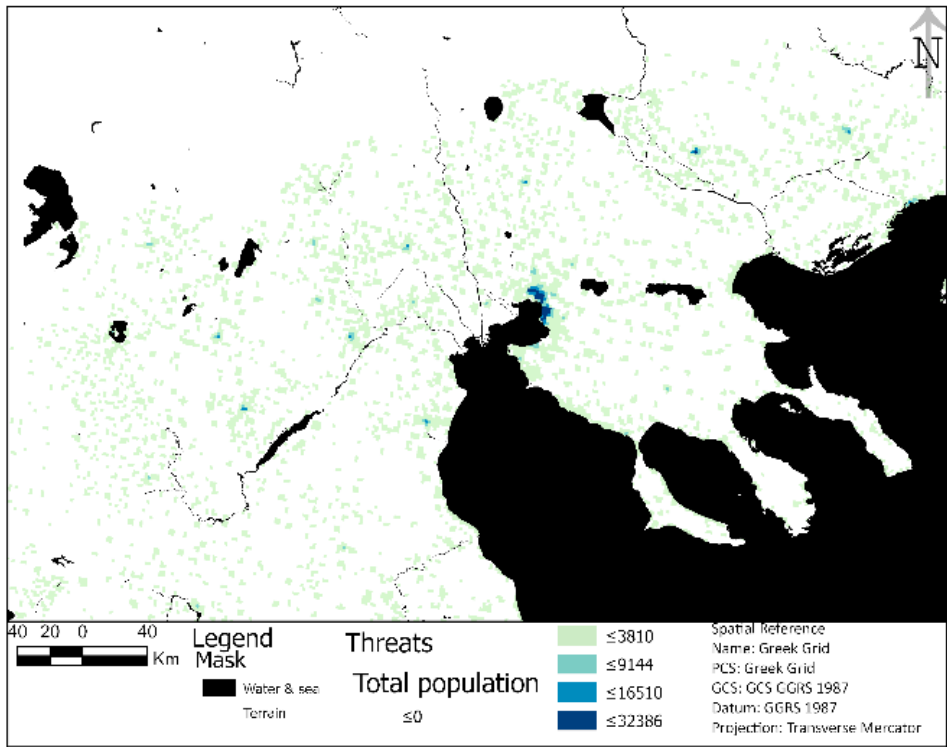 N
40 20 0 40
Km
Legend
Mask
Water & sea
Terrain
Threats
Total population
≤0
≤3810
≤9144
≤16510
≤32386
Spatial Reference
Name: Greek Grid
PCS: Greek Grid
GCS: GCS GGRS 1987
Datum: GGRS 1987
Projection: Transverse Mercator